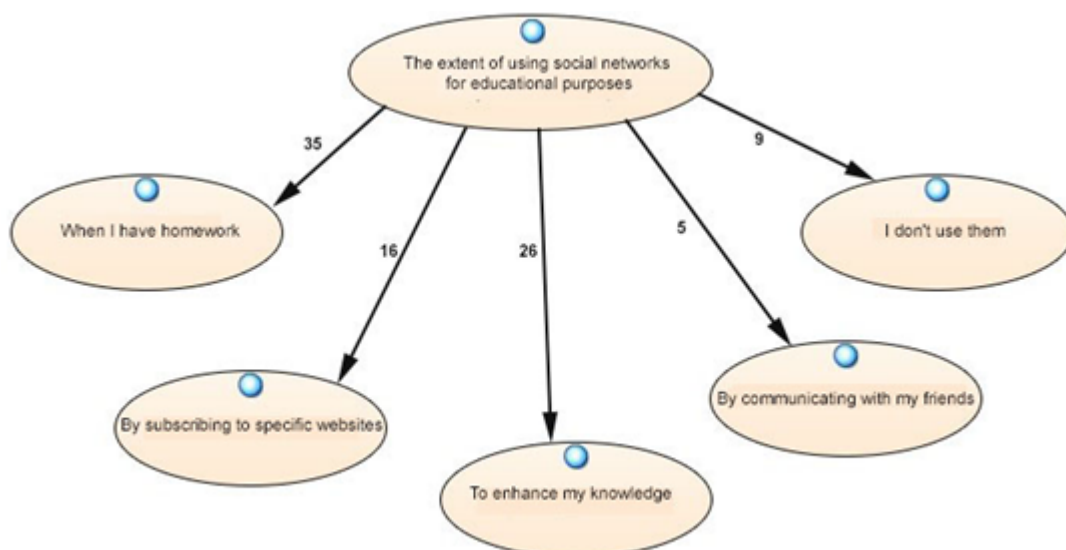 The extent of using social networks
for educational purposes
35
9
When I have homework
I don't use them
16
26
5
By subscribing to specific websites
By communicating with my friends
To enhance my knowledge